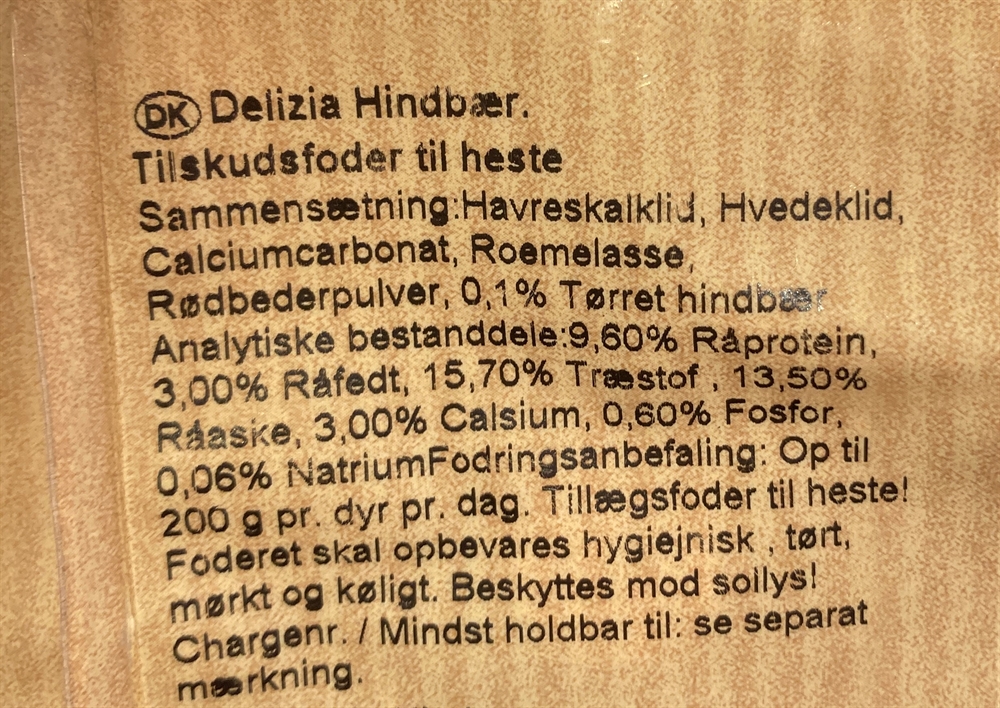 DK Delizia Hindbær.
Tilskudsfoder til heste
Sammensætning:Havreskalklid, Hvedeklid,
Calciumcarbonat, Roemelasse,
Rødbederpulver, 0,1% Tørret hindbær
Analytiske bestanddele:9,60% Råprotein,
3,00% Råfedt, 15,70% Træstof , 13,50%
Råaske, 3,00% Calsium, 0,60% Fosfor,
0,06% NatriumFodringsanbefaling: Op til
200 g pr. dyr pr. dag. Tillægsfoder til heste!
Foderet skal opbevares hygiejnisk , tørt,
mørkt og køligt. Beskyttes mod sollys!
Chargenr. / Mindst holdbar til: se separat
mærkning.